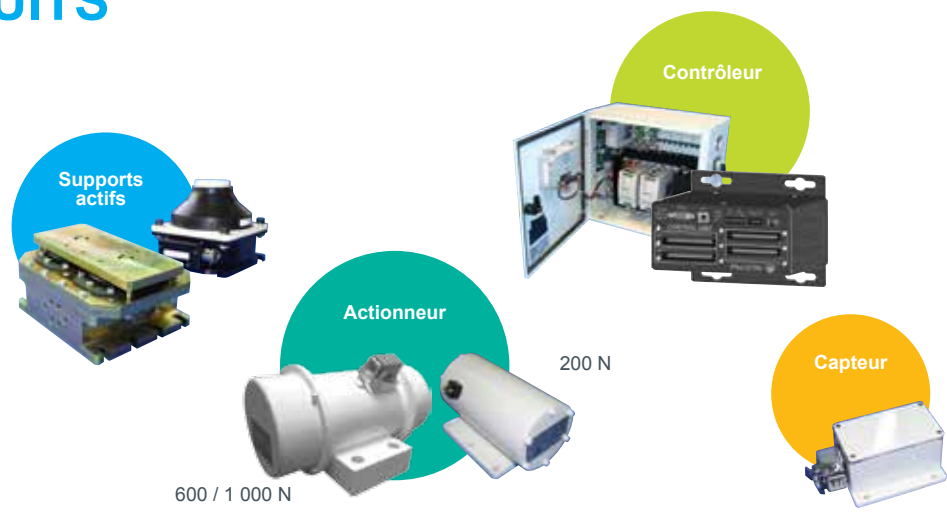 UITS
Contrôleur
Supports
actifs
Actionneur
200 N
Capteur
600 / 1 000 N